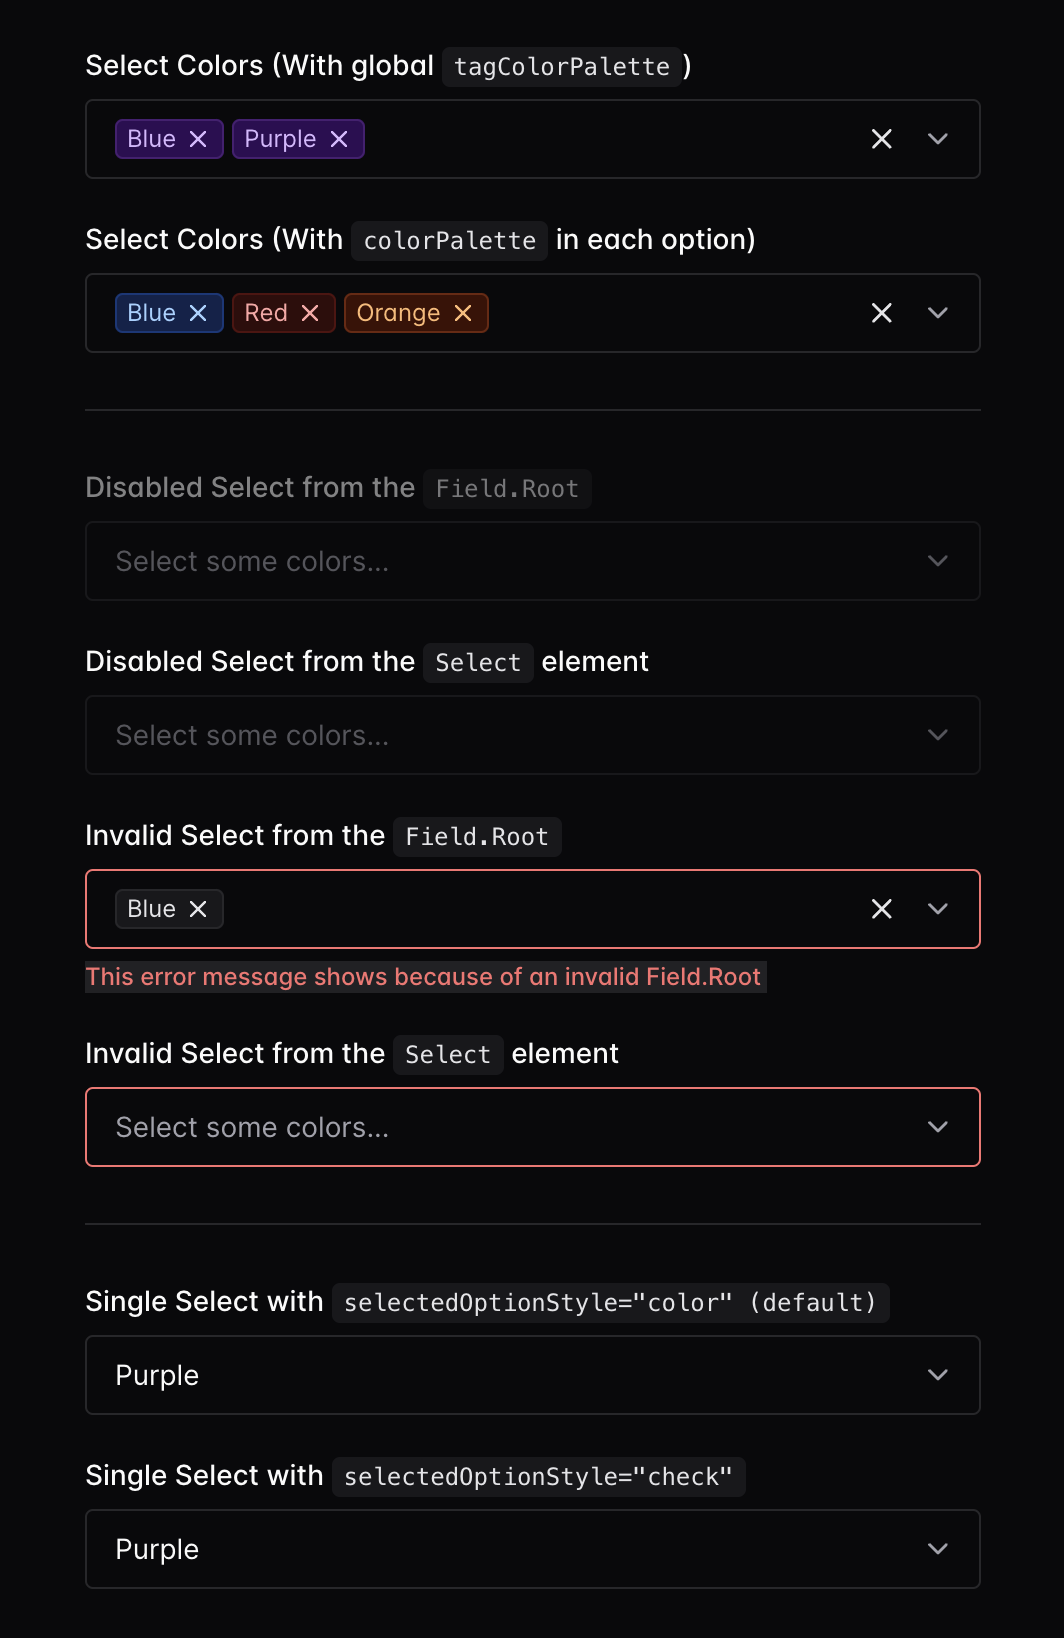 Select Colors (With global tagColorPalette)
Blue Purple
Select Colors (With colorPalette in each option)
Blue Red Orange
Disabled Select from the Field.Root
Select some colors...
Disabled Select from the Select element
Select some colors...
Invalid Select from the Field.Root
Blue
This error message shows because of an invalid Field.Root
Invalid Select from the Select element
Select some colors...
Single Select with selectedOptionStyle="color" (default)
Purple
Single Select with selectedOptionStyle="check"
Purple